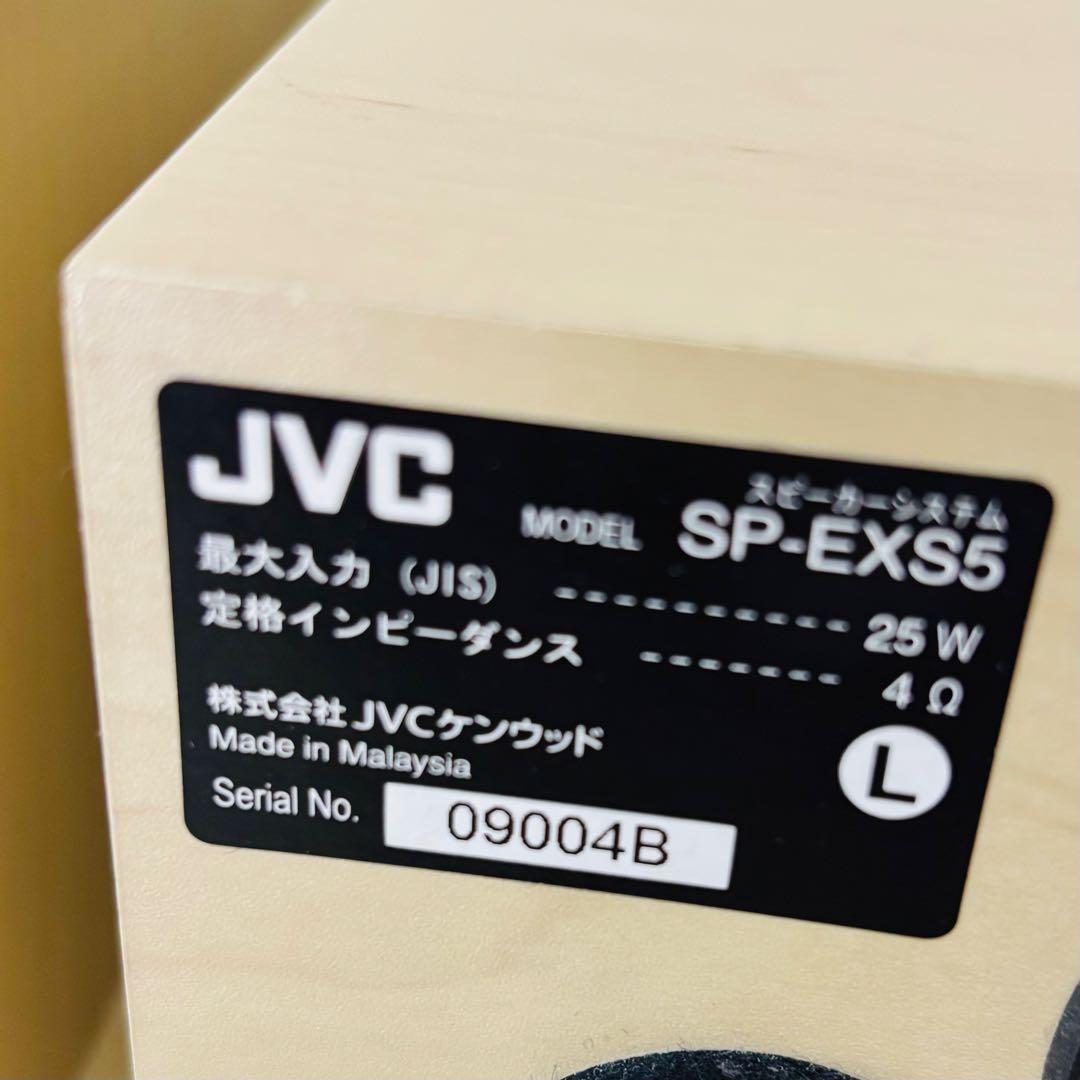 JVC
スピーカーシステム
MODEL SP-EXS5
最大入力 (JIS) ---------- 25 W
定格インピーダンス ------- 4 Ω
株式会社 JVCケンウッド
Made in Malaysia
L
Serial No. 09004B